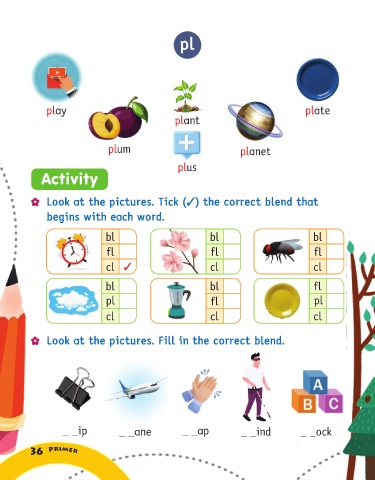 pl
play
plum
plant
plus
planet
plate
Activity
Look at the pictures. Tick (✓) the correct blend that
begins with each word.
bl
fl
cl ✓
bl
fl
cl
bl
fl
cl
bl
pl
cl
bl
fl
cl
fl
pl
cl
Look at the pictures. Fill in the correct blend.
A
B C
_ _ip
_ _ane
_ _ap
_ _ind
_ _ock
36 PRIMER